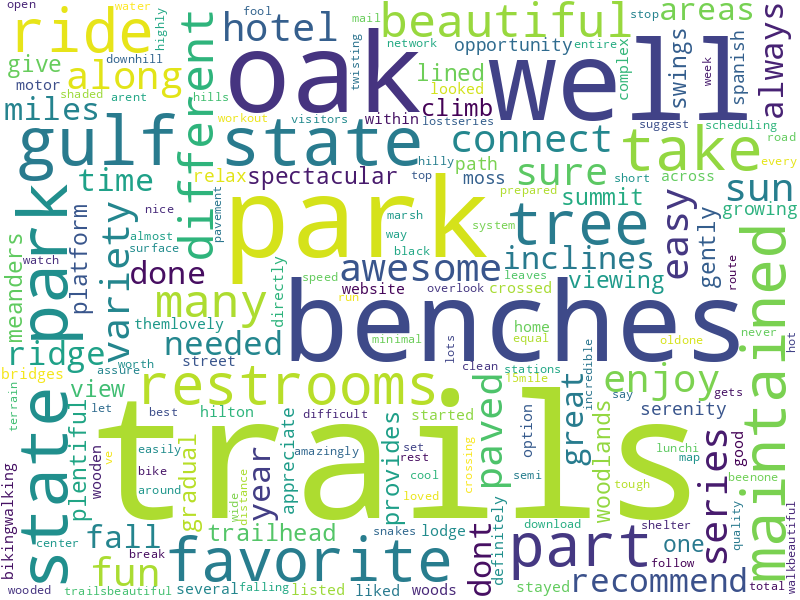 open
water
ride
along
give
motor
downhill
shaded
arent
miles
hills
workout
highly
different
hotel
oak
visitors
beautiful
mail
twisting
fool
network
entire
opportunity
lined
looked
climb
within
lostseries
stop
areas
complex
swings
week
spanish
always
suggest
scheduling
road
gulf state
connect
take
hilly
path
across
every
time
relax
spectacular
moss
top
prepared
sure
short
sun
summit
growing
state park
meanders
platform
variety
nice
almost
surface
watch
pavement
park
marsh
system
way
black
tree
inclines
easy
gently
route
done
awesome
viewing
leaves
many
directly
website
overlook
crossed
never
themlovely
speed
run
home
equal
oldone
maintained
hot
ridge
needed
street
minimal
benches
well
bridges
worth
assure
lots
clean
stations
15mile
incredible
view
restrooms
paved
great
enjoy
say
gets
terrain
plentiful
let
best
hilton
difficult
started
option
serenity
wooden
ve
easily
gradual
year
appreciate
provides
amazingly
set
rest
semi
woodlands
tough
lunchi
map
good
beenone
series
quality
bike
around
wide
distance
cool
loved
crossing
trails
bikingwalking
center
fall
break
trailhead
snakes
lodge
dont
definitely
download
part
one
shelter
follow
walkbeautiful
wooded
fun
favorite
stayed
recommend
total
trailsbeautiful
several
falling
listed
liked
woods